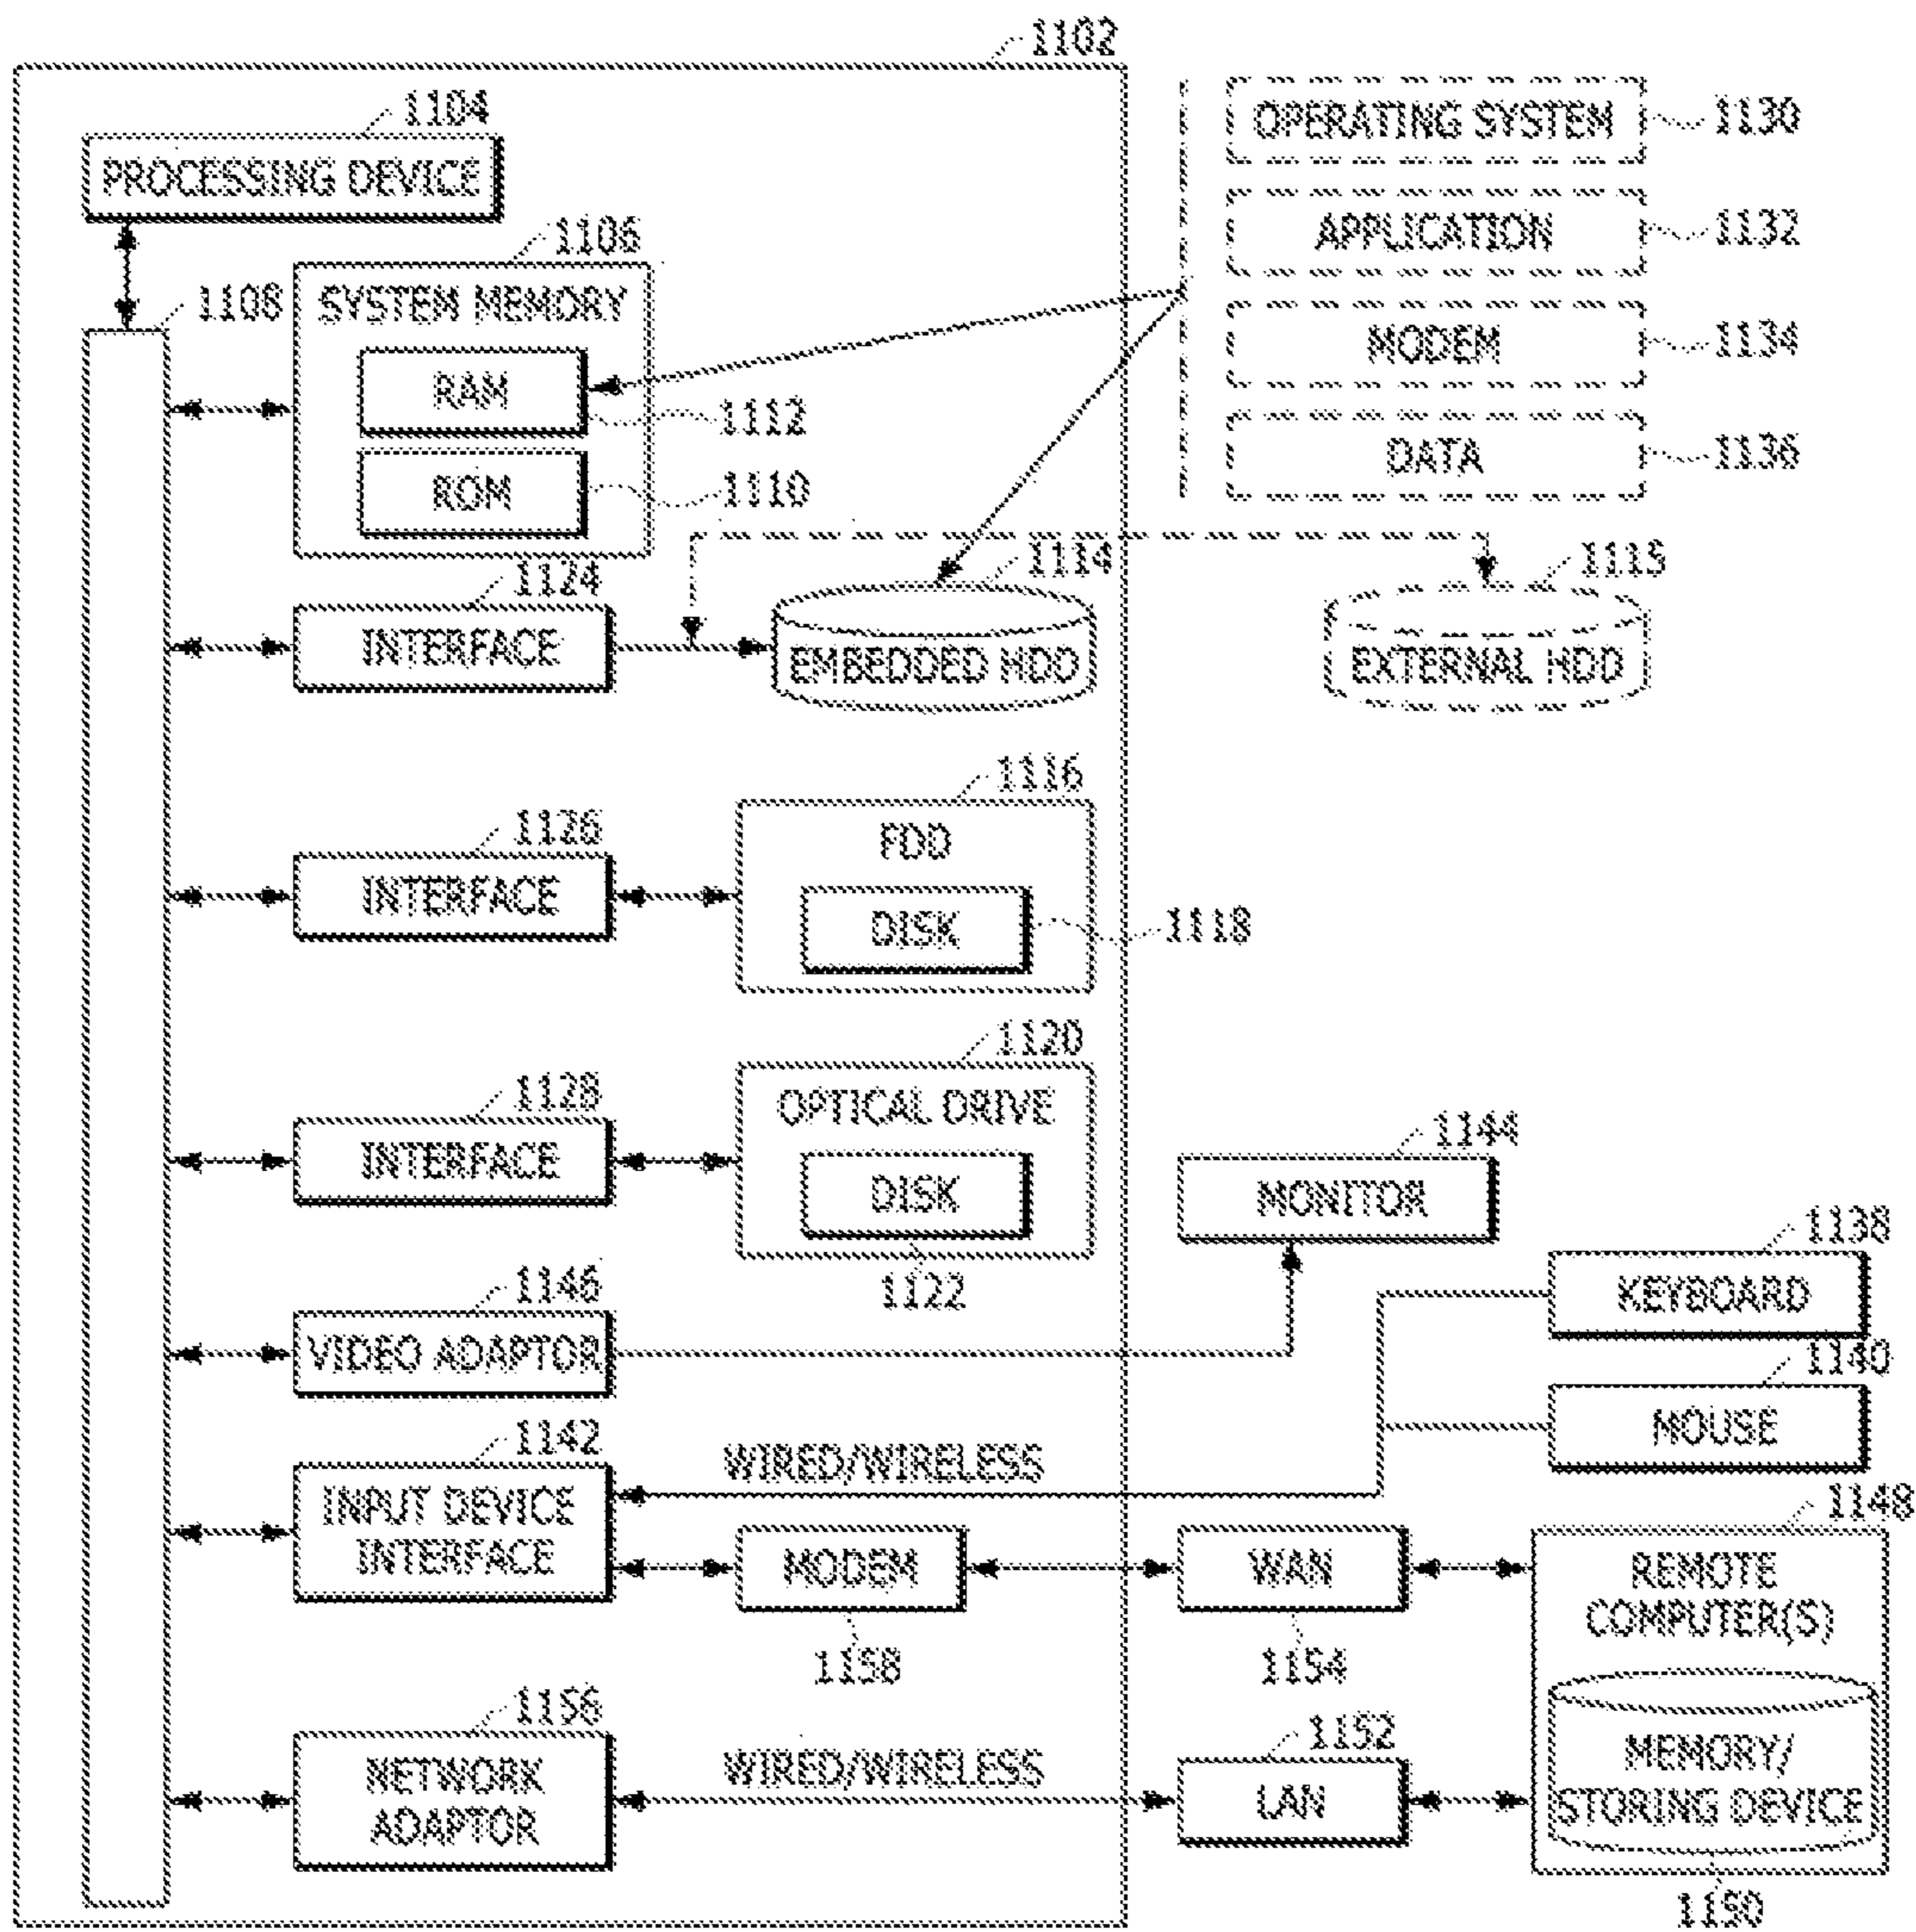 1102
1104
PROCESSING DEVICE
OPERATING SYSTEM
1130
APPLICATION
1132
MODEM
1134
DATA
1136
1106
1108
SYSTEM MEMORY
RAM
1112
ROM
1110
1124
INTERFACE
1114
EMBEDDED HDD
1115
EXTERNAL HDD
1116
FDD
1126
INTERFACE
DISK
1118
1120
OPTICAL DRIVE
1128
INTERFACE
DISK
1122
1144
MONITOR
1138
KEYBOARD
1146
VIDEO ADAPTOR
1140
MOUSE
1142
INPUT DEVICE
INTERFACE
WIRED/WIRELESS
MODEM
1158
WAN
1154
1148
REMOTE
COMPUTER(S)
1156
NETWORK
ADAPTOR
WIRED/WIRELESS
1152
LAN
MEMORY/
STORING DEVICE
1150